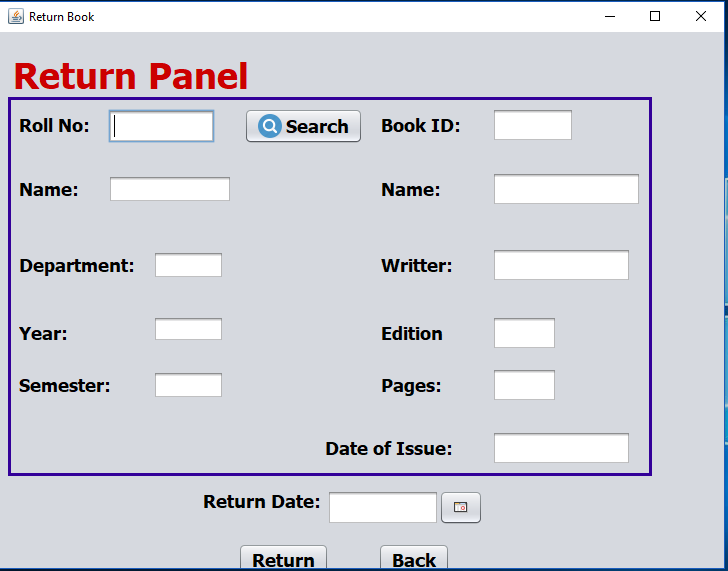 Return Book
Return Panel
Roll No: Search Book ID:
Name: Name:
Department: Writter:
Year: Edition
Semester: Pages:
Date of Issue:
Return Date:
Return Back